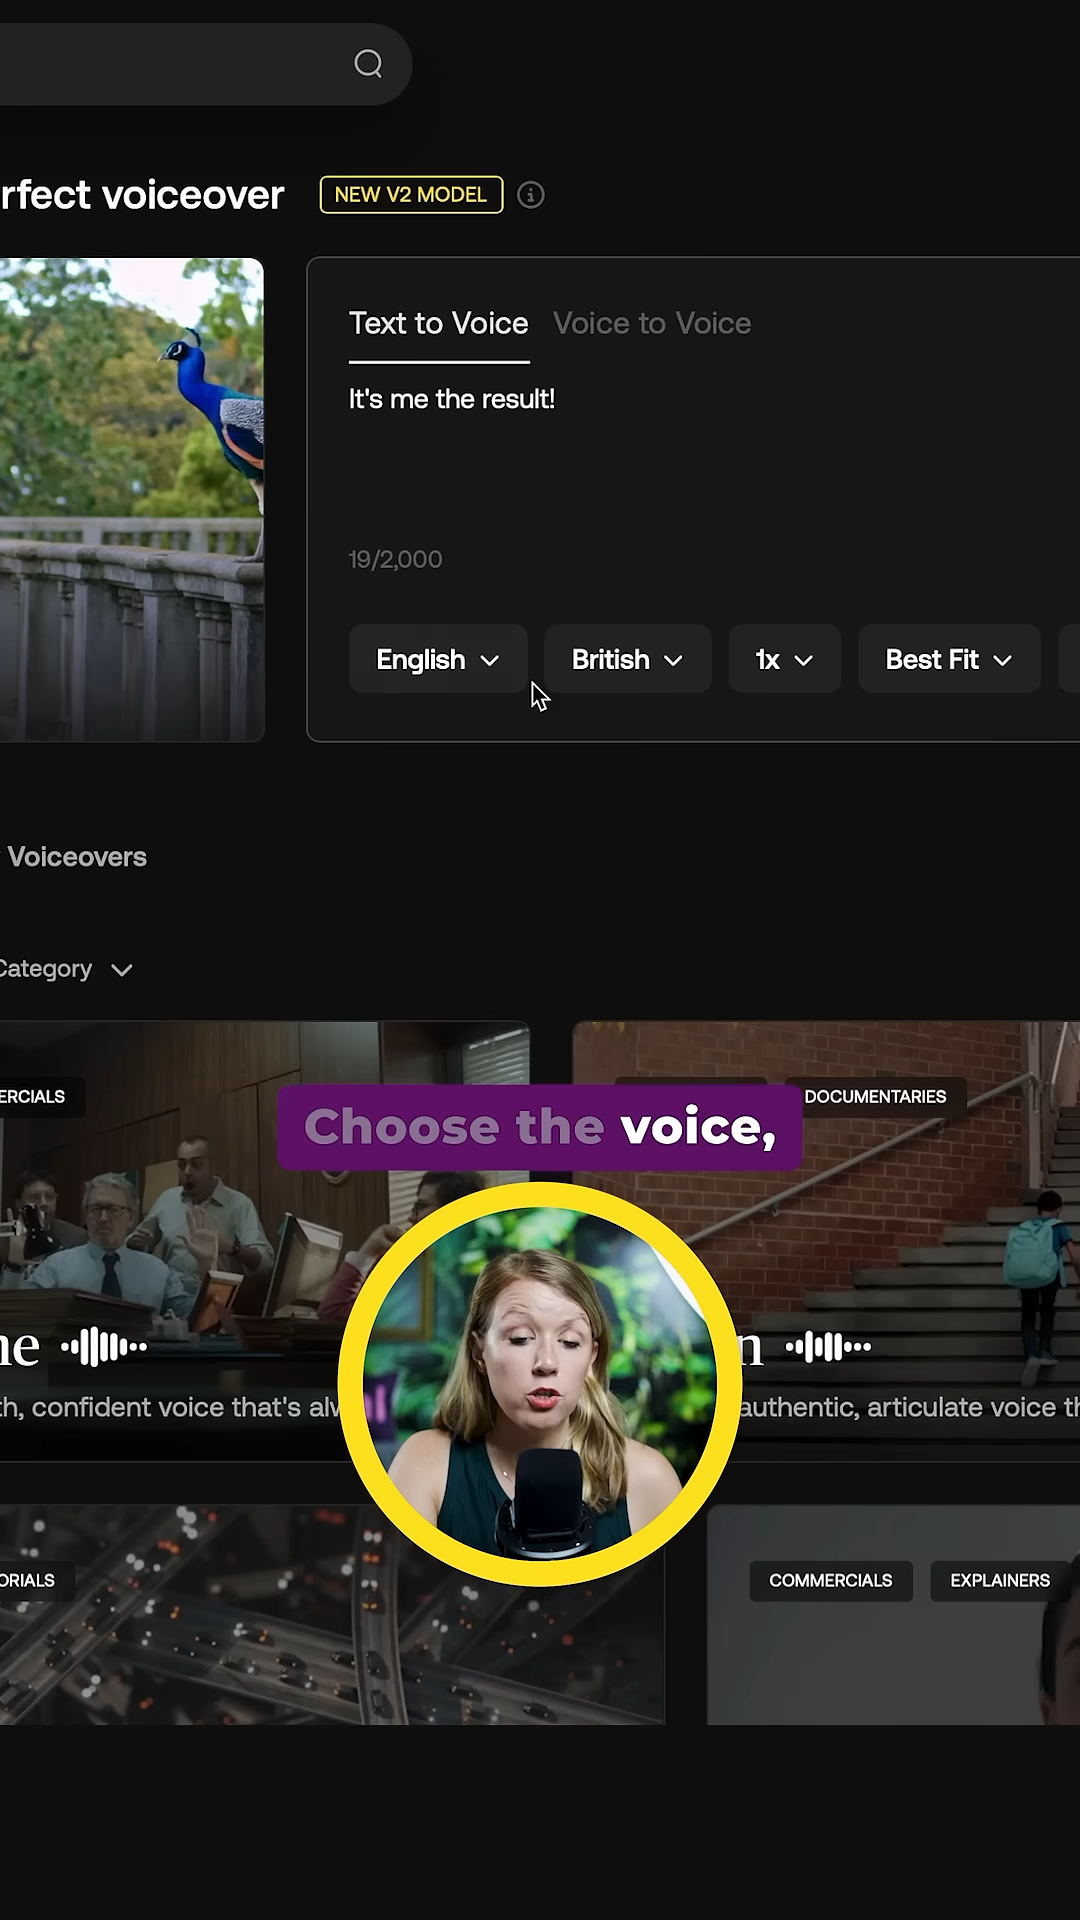 rfect voiceover NEW V2 MODEL
Text to Voice Voice to Voice
It's me the result!
19/2,000
English British 1x Best Fit
Voiceovers
Category
ERCIALS DOCUMENTARIES
Choose the voice,
ne n
th, confident voice that's alv authentic, articulate voice th
ORIALS COMMERCIALS EXPLAINERS